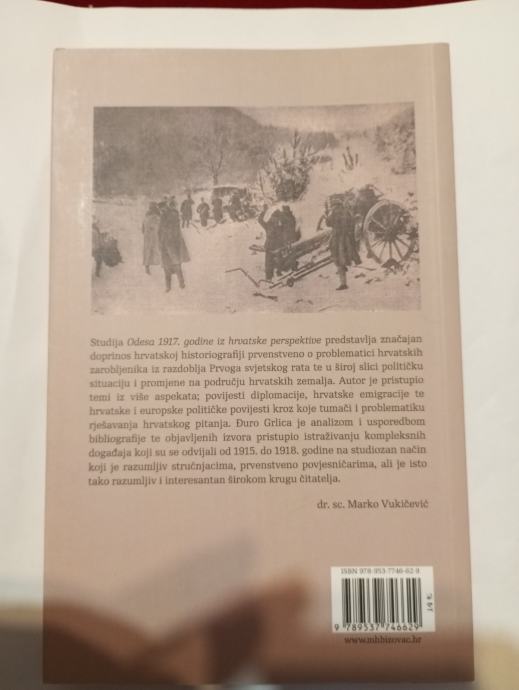 Studija Odesa 1917. godine iz hrvatske perspektive predstavlja značajan
doprinos hrvatskoj historiografiji prvenstveno o problematici hrvatskih
zarobljenika iz razdoblja Prvoga svjetskog rata te u široj slici političku
situaciju i promjene na području hrvatskih zemalja. Autor je pristupio
temi iz više aspekata; povijesti diplomacije, hrvatske emigracije te
hrvatske i europske političke povijesti kroz koje tumači i problematiku
rješavanja hrvatskog pitanja. Đuro Grlica je analizom i usporedbom
bibliografije te objavljenih izvora pristupio istraživanju kompleksnih
događaja koji su se odvijali od 1915. do 1918. godine na studiozan način
koji je razumljiv stručnjacima, prvenstveno povjesničarima, ali je isto
tako razumljiv i interesantan širokom krugu čitatelja.
dr. sc. Marko Vukičević
ISBN 978-953-7746-62-9
9 789537 746629
www.mhbizovac.hr